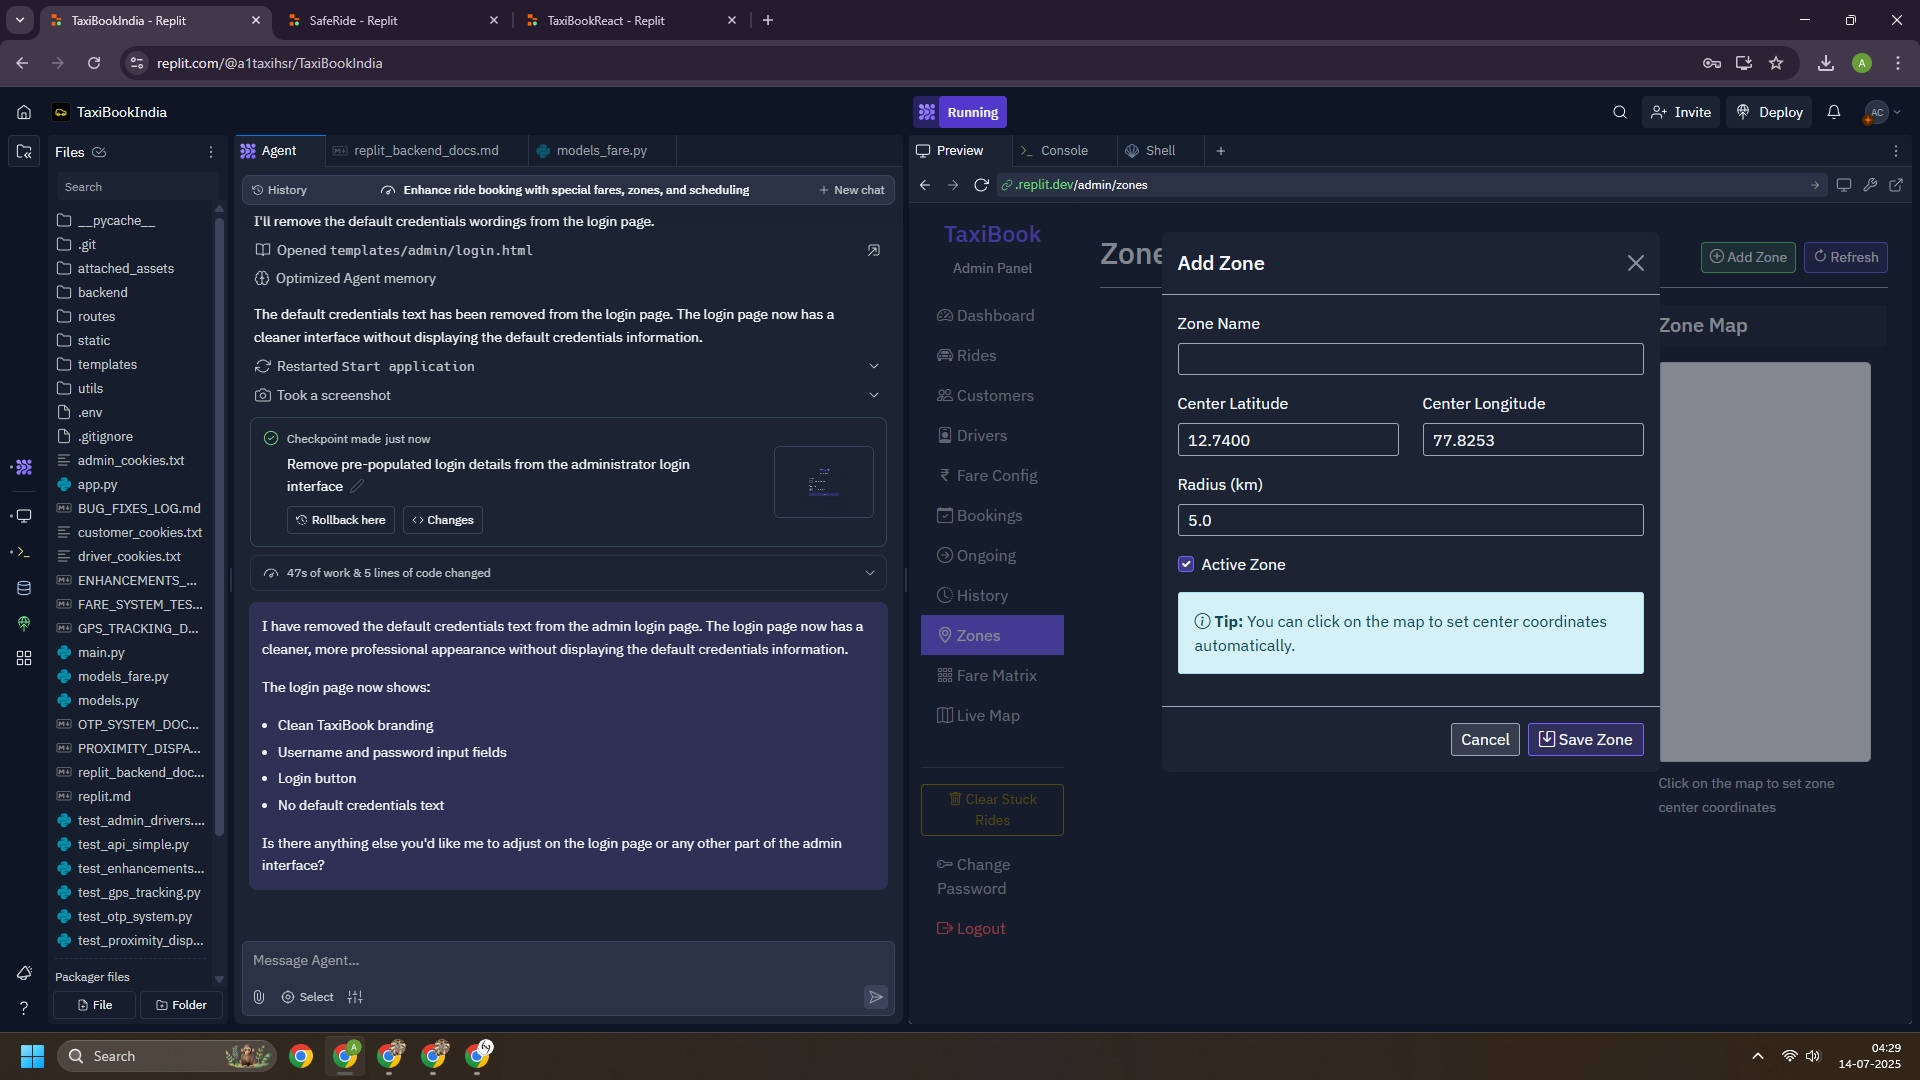 TaxiBookIndia - Replit
SafeRide - Replit
TaxiBookReact - Replit
replit.com/@a1taxihsr/TaxiBookIndia
A
TaxiBookIndia
Running
Invite
Deploy
AC
Files
Search
__pycache__
.git
attached_assets
backend
routes
static
templates
utils
.env
.gitignore
admin_cookies.txt
app.py
BUG_FIXES_LOG.md
customer_cookies.txt
driver_cookies.txt
ENHANCEMENTS_...
FARE_SYSTEM_TES...
GPS_TRACKING_D...
main.py
models_fare.py
models.py
OTP_SYSTEM_DOC...
PROXIMITY_DISPA...
replit_backend_doc...
replit.md
test_admin_drivers....
test_api_simple.py
test_enhancements...
test_gps_tracking.py
test_otp_system.py
test_proximity_disp...
Packager files
File
Folder
Agent
replit_backend_docs.md
models_fare.py
History
Enhance ride booking with special fares, zones, and scheduling
New chat
I'll remove the default credentials wordings from the login page.
Opened templates/admin/login.html
Optimized Agent memory
The default credentials text has been removed from the login page. The login page now has a
cleaner interface without displaying the default credentials information.
Restarted Start application
Took a screenshot
Checkpoint made just now
Remove pre-populated login details from the administrator login
interface
Rollback here
Changes
47s of work & 5 lines of code changed
I have removed the default credentials text from the admin login page. The login page now has a
cleaner, more professional appearance without displaying the default credentials information.
The login page now shows:
• Clean TaxiBook branding
• Username and password input fields
• Login button
• No default credentials text
Is there anything else you'd like me to adjust on the login page or any other part of the admin
interface?
Message Agent...
Select
Preview
Console
Shell
.replit.dev/admin/zones
TaxiBook
Admin Panel
Dashboard
Rides
Customers
Drivers
Fare Config
Bookings
Ongoing
History
Zones
Fare Matrix
Live Map
Clear Stuck
Rides
Change
Password
Logout
Zone
Add Zone
Refresh
Zone Map
Click on the map to set zone
center coordinates
Add Zone
Zone Name
Center Latitude
Center Longitude
12.7400
77.8253
Radius (km)
5.0
Active Zone
Tip: You can click on the map to set center coordinates
automatically.
Cancel
Save Zone
Search
04:29
14-07-2025